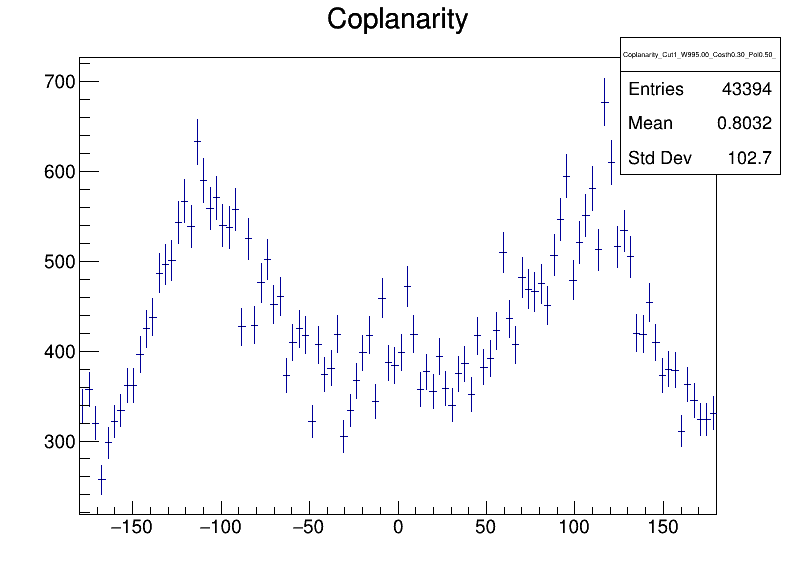 Coplanarity
Coplanarity_Cut1_W995.00_Costh0.30_Pol0.50_
Entries 43394
Mean 0.8032
Std Dev 102.7
700
600
500
400
300
−150 −100 −50 0 50 100 150